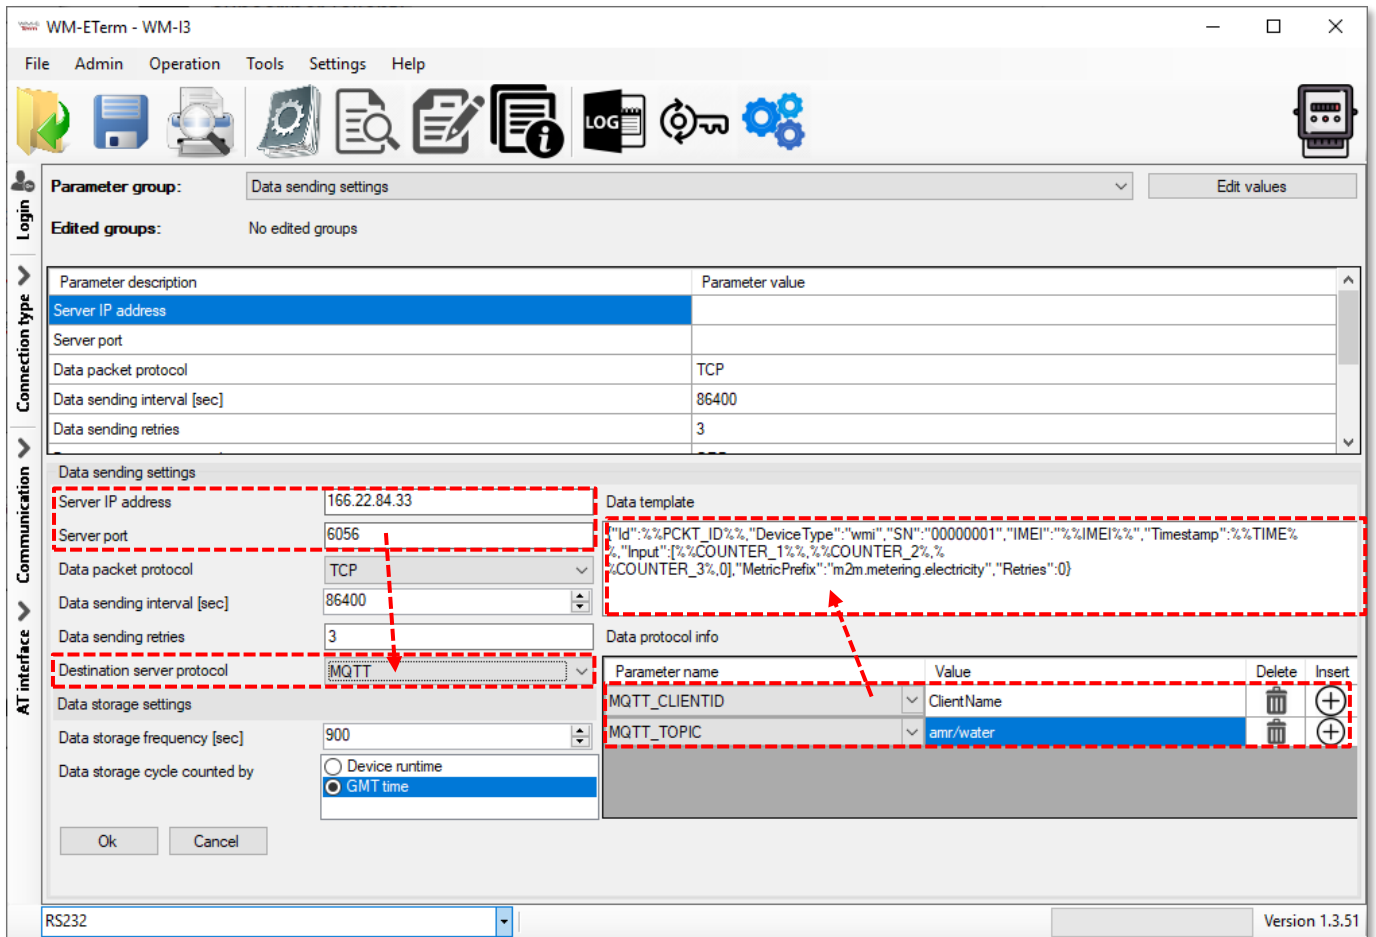 WM-ETerm - WM-I3
File Admin Operation Tools Settings Help
LOG
Login
Connection type
Communication
AT interface
Parameter group:
Data sending settings
Edit values
Edited groups:
No edited groups
Parameter description Parameter value
Server IP address
Server port
Data packet protocol TCP
Data sending interval [sec] 86400
Data sending retries 3
Data sending settings
Server IP address 166.22.84.33
Server port 6056
Data packet protocol TCP
Data sending interval [sec] 86400
Data sending retries 3
Destination server protocol MQTT
Data storage settings
Data storage frequency [sec] 900
Data storage cycle counted by
Device runtime
GMT time
Ok Cancel
Data template
{"Id":%%PCKT_ID%%,"DeviceType":"wmi","SN":"00000001","IMEI":"%%IMEI%%","Timestamp":%%TIME%
%,"Input":[%%COUNTER_1%%,%%COUNTER_2%,%
%COUNTER_3%,0],"MetricPrefix":"m2m.metering.electricity","Retries":0}
Data protocol info
Parameter name Value Delete Insert
MQTT_CLIENTID ClientName
MQTT_TOPIC amr/water
RS232
Version 1.3.51